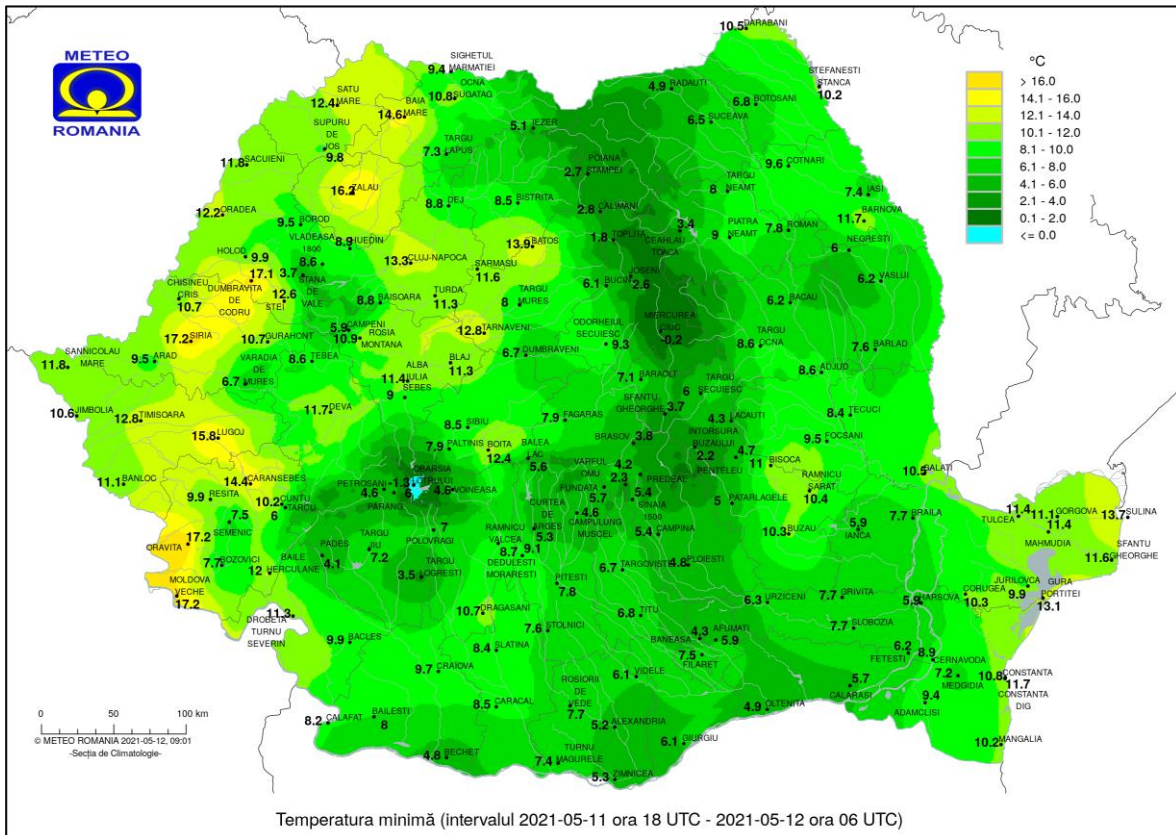 METEO
ROMANIA
10.5 DARABANI
SIGHETUL
MARMATIEI
9.4
OCNA
SUGATAG
10.8
SATU
MARE
12.4
BAIA
MARE
14.6
SUPURU
DE
JOS
9.8
4.9 RADAUTI
STEFANESTI
STANCA
10.2
6.8 BOTOSANI
6.5 SUCEAVA
5.1 IEZER
TARGU
LAPUS
7.3
11.8 SACUIENI
POIANA
STAMPEI
2.7
9.6 COTNARI
16.2 ZALAU
TARGU
NEAMT
8
7.4 IASI
8.8 DEJ
8.5 BISTRITA
2.8 CALIMANI
12.2 ORADEA
9.5 BOROD
BARNOVA
11.7
PIATRA
NEAMT
9
7.8 ROMAN
3.4
CEAHLAU
TOACA
1.8 TOPLITA
VLADEASA
1800
8.6
8.9 HUEDIN
13.9 BATOS
NEGRESTI
6
HOLOD
9.9
13.3 CLUJ-NAPOCA
SARMASU
11.6
17.1
DUMBRAVITA
DE
CODRU
3.7
STANA
DE
VALE
JOSENI
2.6
6.1 BUCIN
6.2 VASLUI
CHISINEU
CRIS
10.7
12.6
STEI
8.8 BAISOARA
TURDA
11.3
TARGU
MURES
8
6.2 BACAU
MIERCUREA
CIUC
-0.2
5.9 CAMPENI
10.9 ROSIA
MONTANA
12.8 TARNAVENI
ODORHEIUL
SECUIESC
9.3
17.2 SIRIA
10.7 GURAHONT
TARGU
OCNA
8.6
7.6 BARLAD
SANNICOLAU
MARE
11.8
9.5 ARAD
VARADIA
DE
MURES
6.7
8.6 TEBEA
6.7 DUMBRAVENI
BLAJ
11.3
ALBA
IULIA
11.4
SEBES
9
7.1 BARAOLT
8.6 ADJUD
TARGU
SECUIESC
6
SFANTU
GHEORGHE
3.7
10.6 JIMBOLIA
12.8 TIMISOARA
11.7 DEVA
8.5 SIBIU
7.9 FAGARAS
4.3 LACAUTI
8.4 TECUCI
INTORSURA
BUZAULUI
2.2
15.8 LUGOJ
7.9 PALTINIS
BOITA
12.4
BALEA
LAC
5.6
BRASOV 3.8
4.7
PENTELEU
9.5 FOCSANI
11 BISOCA
10.5 GALATI
OBARSIA
LOTRULUI
-1.3
VARFUL
OMU
4.2
2.3
PREDEAL
RAMNICU
SARAT
10.4
11.1 BANLOC
14.4 CARANSEBES
9.9 RESITA
10.2 CUNTU
6
TARCU
PETROSANI
4.6
6
PARANG
4.6 VOINEASA
FUNDATA
5.7
5.4
SINAIA
1500
5 PATARLAGELE
7.5
SEMENIC
CURTEA
DE
ARGES
5.3
4.6
CAMPULUNG
MUSCEL
5.4 CAMPINA
10.3 BUZAU
5.9
IANCA
7.7 BRAILA
11.4
TULCEA
11.1 GORGOVA
11.4
MAHMUDIA
13.7 SULINA
SFANTU
GHEORGHE
11.6
17.2
ORAVITA
7.7 BOZOVICI
BAILE
HERCULANE
12
PADES
4.1
TARGU
JIU
7.2
7
POLOVRAGI
RAMNICU
VALCEA
8.7
9.1
DEDULESTI
MORARESTI
TARGU
LOGRESTI
3.5
6.7 TARGOVISTE
4.8 PLOIESTI
MOLDOVA
VECHE
17.2
PITESTI
7.8
JURILOVCA
9.9
GURA
PORTITEI
13.1
CORUGEA
10.3
5.9 HARSOVA
7.7 GRIVITA
6.3 URZICENI
11.3
DROBETA
TURNU
SEVERIN
10.7 DRAGASANI
6.8 TITU
7.6 STOLNICI
9.9 BACLES
8.4 SLATINA
BANEASA 4.3
AFUMATI
5.9
7.5
FILARET
7.7 SLOBOZIA
6.2
FETESTI
8.9
CERNAVODA
7.2
MEDGIDIA
10.8 CONSTANTA
11.7
CONSTANTA
DIG
9.7 CRAIOVA
6.1 VIDELE
5.7
CALARASI
9.4
ADAMCLISI
8.5 CARACAL
ROSIORII
DE
VEDE
7.7
4.9 OLTENITA
8.2 CALAFAT
BAILESTI
8
5.2 ALEXANDRIA
6.1 GIURGIU
10.2 MANGALIA
4.8 BECHET
TURNU
MAGURELE
7.4
5.3 ZIMNICEA
°C
> 16.0
14.1 - 16.0
12.1 - 14.0
10.1 - 12.0
8.1 - 10.0
6.1 - 8.0
4.1 - 6.0
2.1 - 4.0
0.1 - 2.0
<= 0.0
0 50 100 km
© METEO ROMANIA 2021-05-12, 09:01
-Secția de Climatologie-
Temperatura minimă (intervalul 2021-05-11 ora 18 UTC - 2021-05-12 ora 06 UTC)